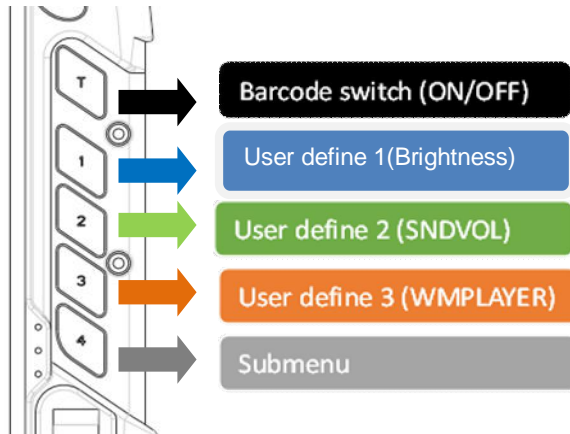 T
Barcode switch (ON/OFF)
1
User define 1(Brightness)
2
User define 2 (SNDVOL)
3
User define 3 (WMPLAYER)
4
Submenu